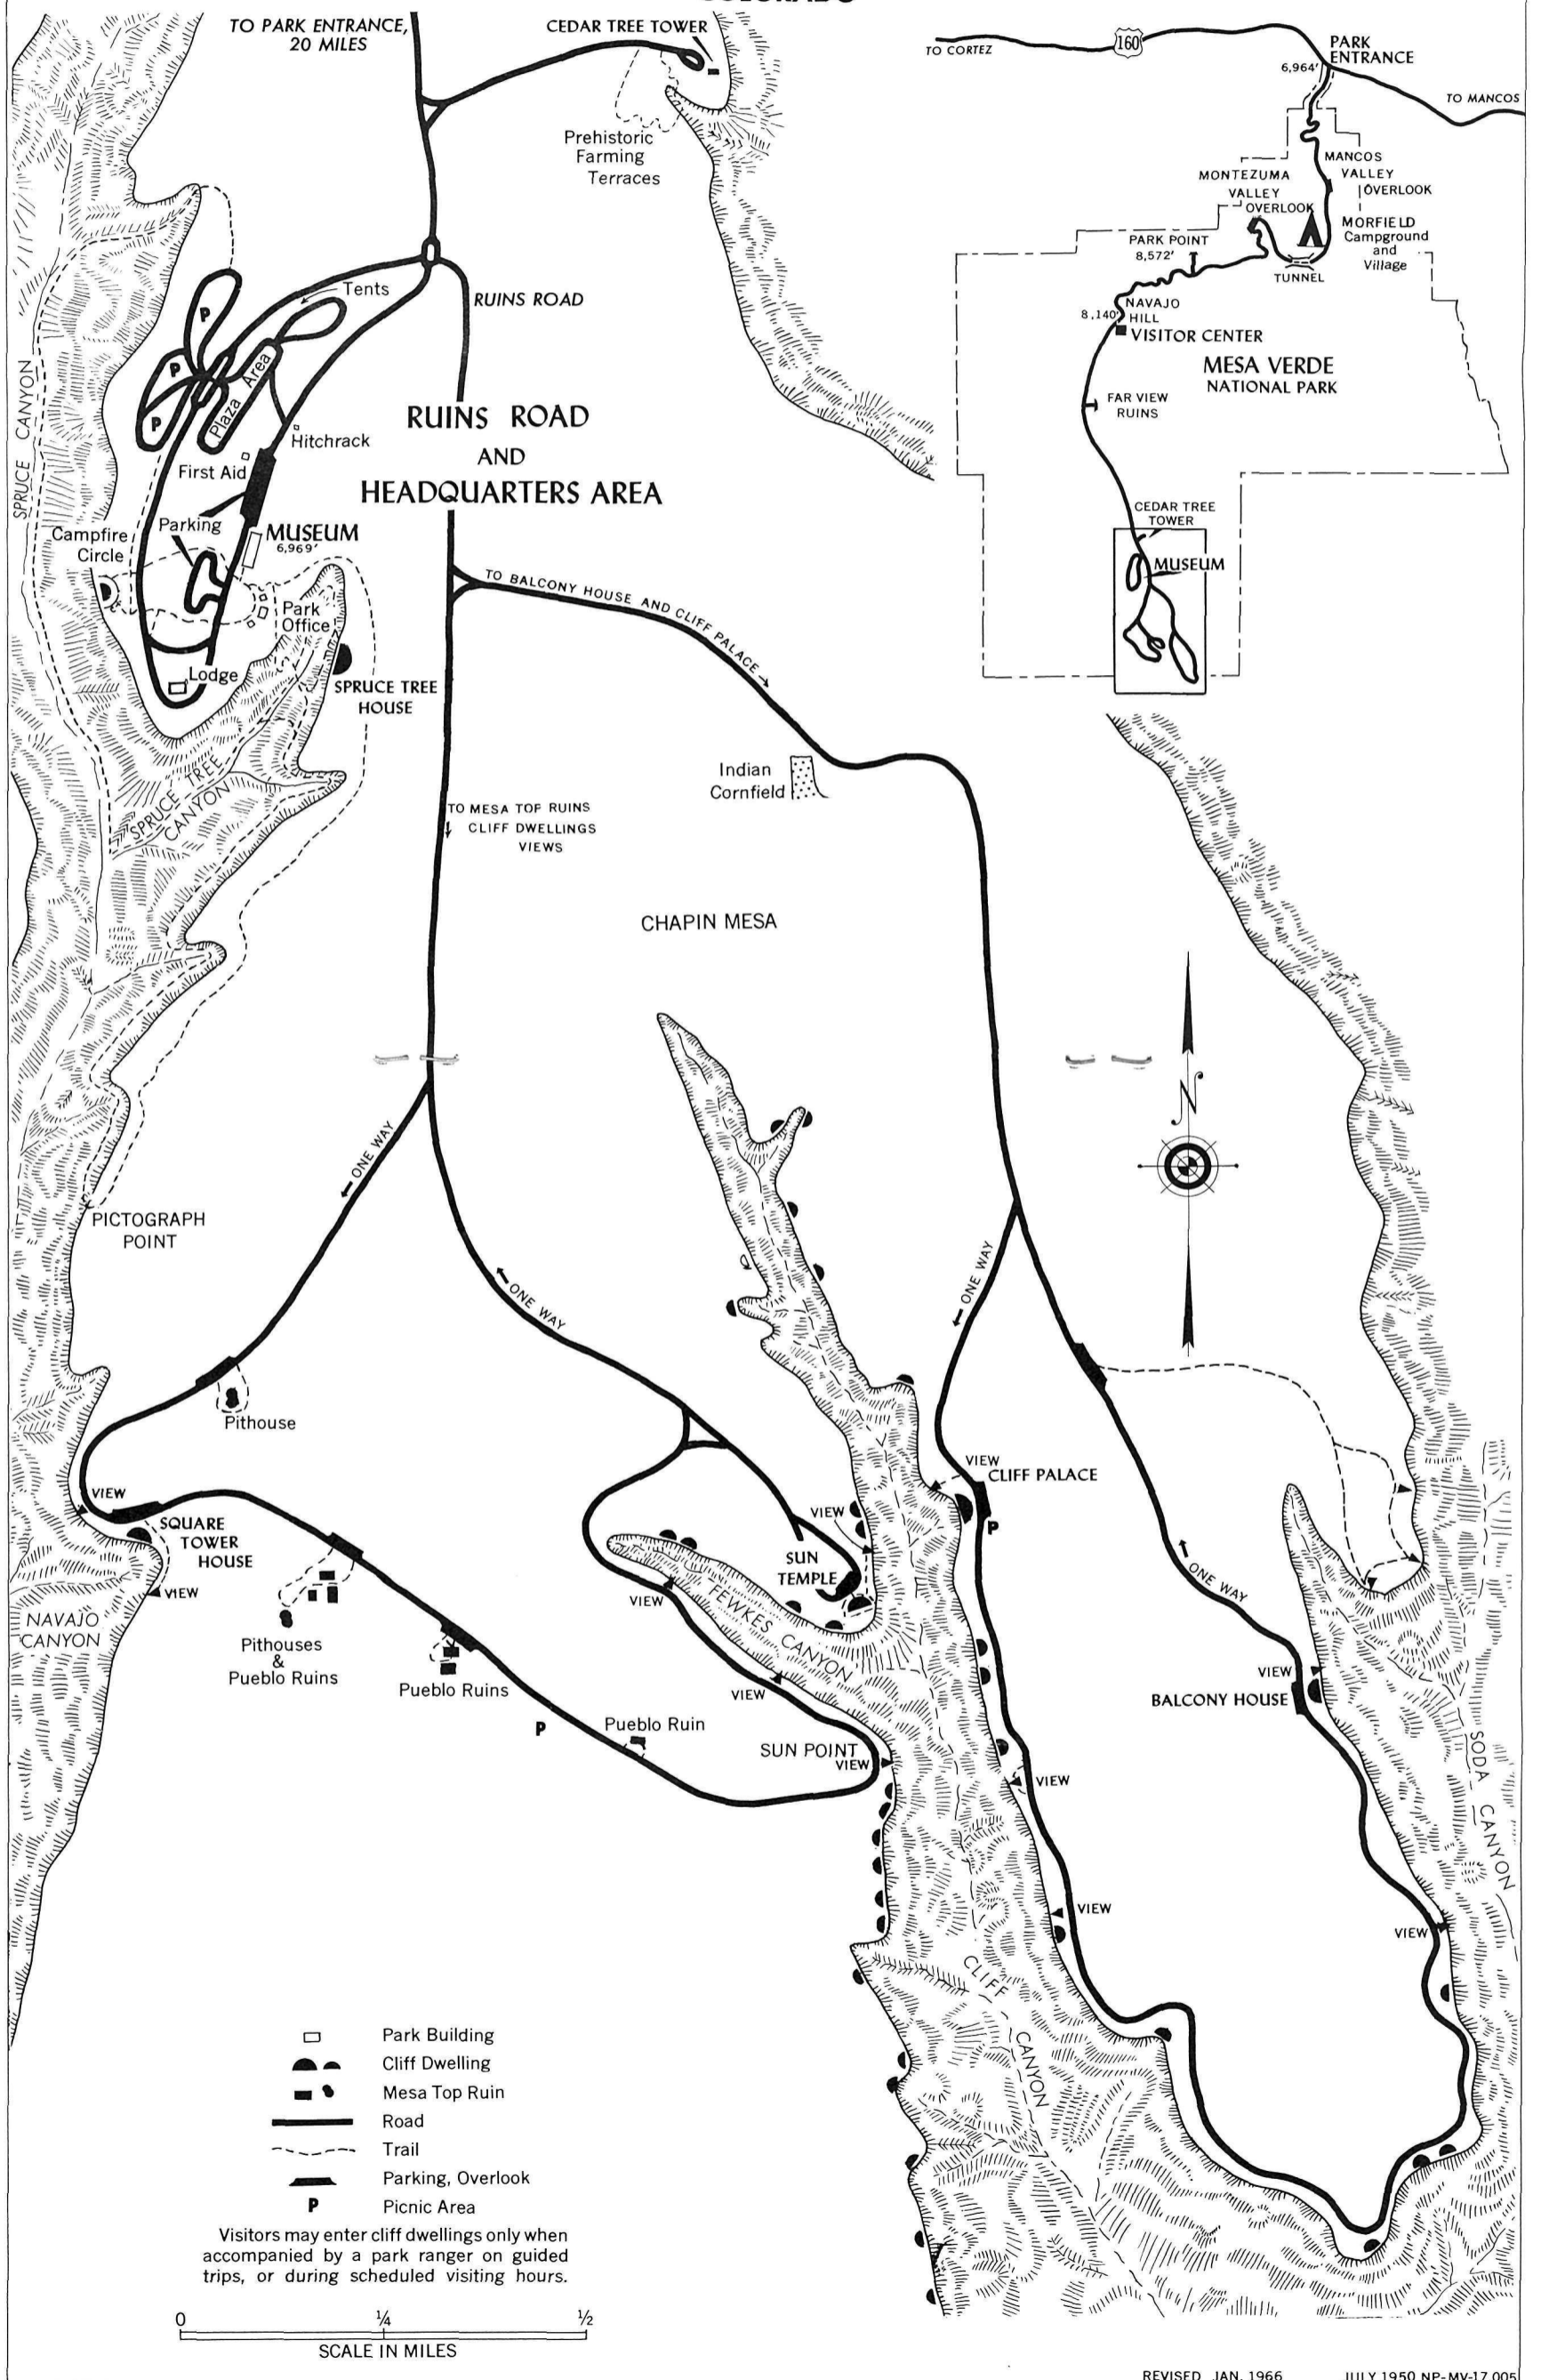 TO PARK ENTRANCE,
20 MILES
CEDAR TREE TOWER
Prehistoric
Farming
Terraces
TO CORTEZ
160
PARK
ENTRANCE
6,964'
TO MANCOS
MANCOS
VALLEY
OVERLOOK
MONTEZUMA
VALLEY
OVERLOOK
MORFIELD
Campground
and
Village
PARK POINT
8,572'
TUNNEL
NAVAJO
HILL
8,140'
VISITOR CENTER
MESA VERDE
NATIONAL PARK
FAR VIEW
RUINS
CEDAR TREE
TOWER
MUSEUM
Tents
RUINS ROAD
P
P
P
Plaza Area
SPRUCE CANYON
Hitchrack
First Aid
RUINS ROAD
AND
HEADQUARTERS AREA
Parking
MUSEUM
6,969'
Campfire
Circle
Park
Office
Lodge
SPRUCE TREE
HOUSE
SPRUCE TREE
CANYON
TO BALCONY HOUSE AND CLIFF PALACE
Indian
Cornfield
TO MESA TOP RUINS
CLIFF DWELLINGS
VIEWS
CHAPIN MESA
N
ONE WAY
PICTOGRAPH
POINT
ONE WAY
ONE WAY
Pithouse
VIEW
SQUARE
TOWER
HOUSE
VIEW
NAVAJO
CANYON
Pithouses
&
Pueblo Ruins
Pueblo Ruins
P
Pueblo Ruin
VIEW
CLIFF PALACE
P
VIEW
SUN
TEMPLE
VIEW
FEWKES CANYON
VIEW
SUN POINT
VIEW
ONE WAY
VIEW
BALCONY HOUSE
SODA CANYON
VIEW
VIEW
VIEW
CLIFF CANYON
Park Building
Cliff Dwelling
Mesa Top Ruin
Road
Trail
Parking, Overlook
P Picnic Area
Visitors may enter cliff dwellings only when
accompanied by a park ranger on guided
trips, or during scheduled visiting hours.
0 1/4 1/2
SCALE IN MILES
REVISED JAN. 1966 JULY 1950 NP-MV-17,005